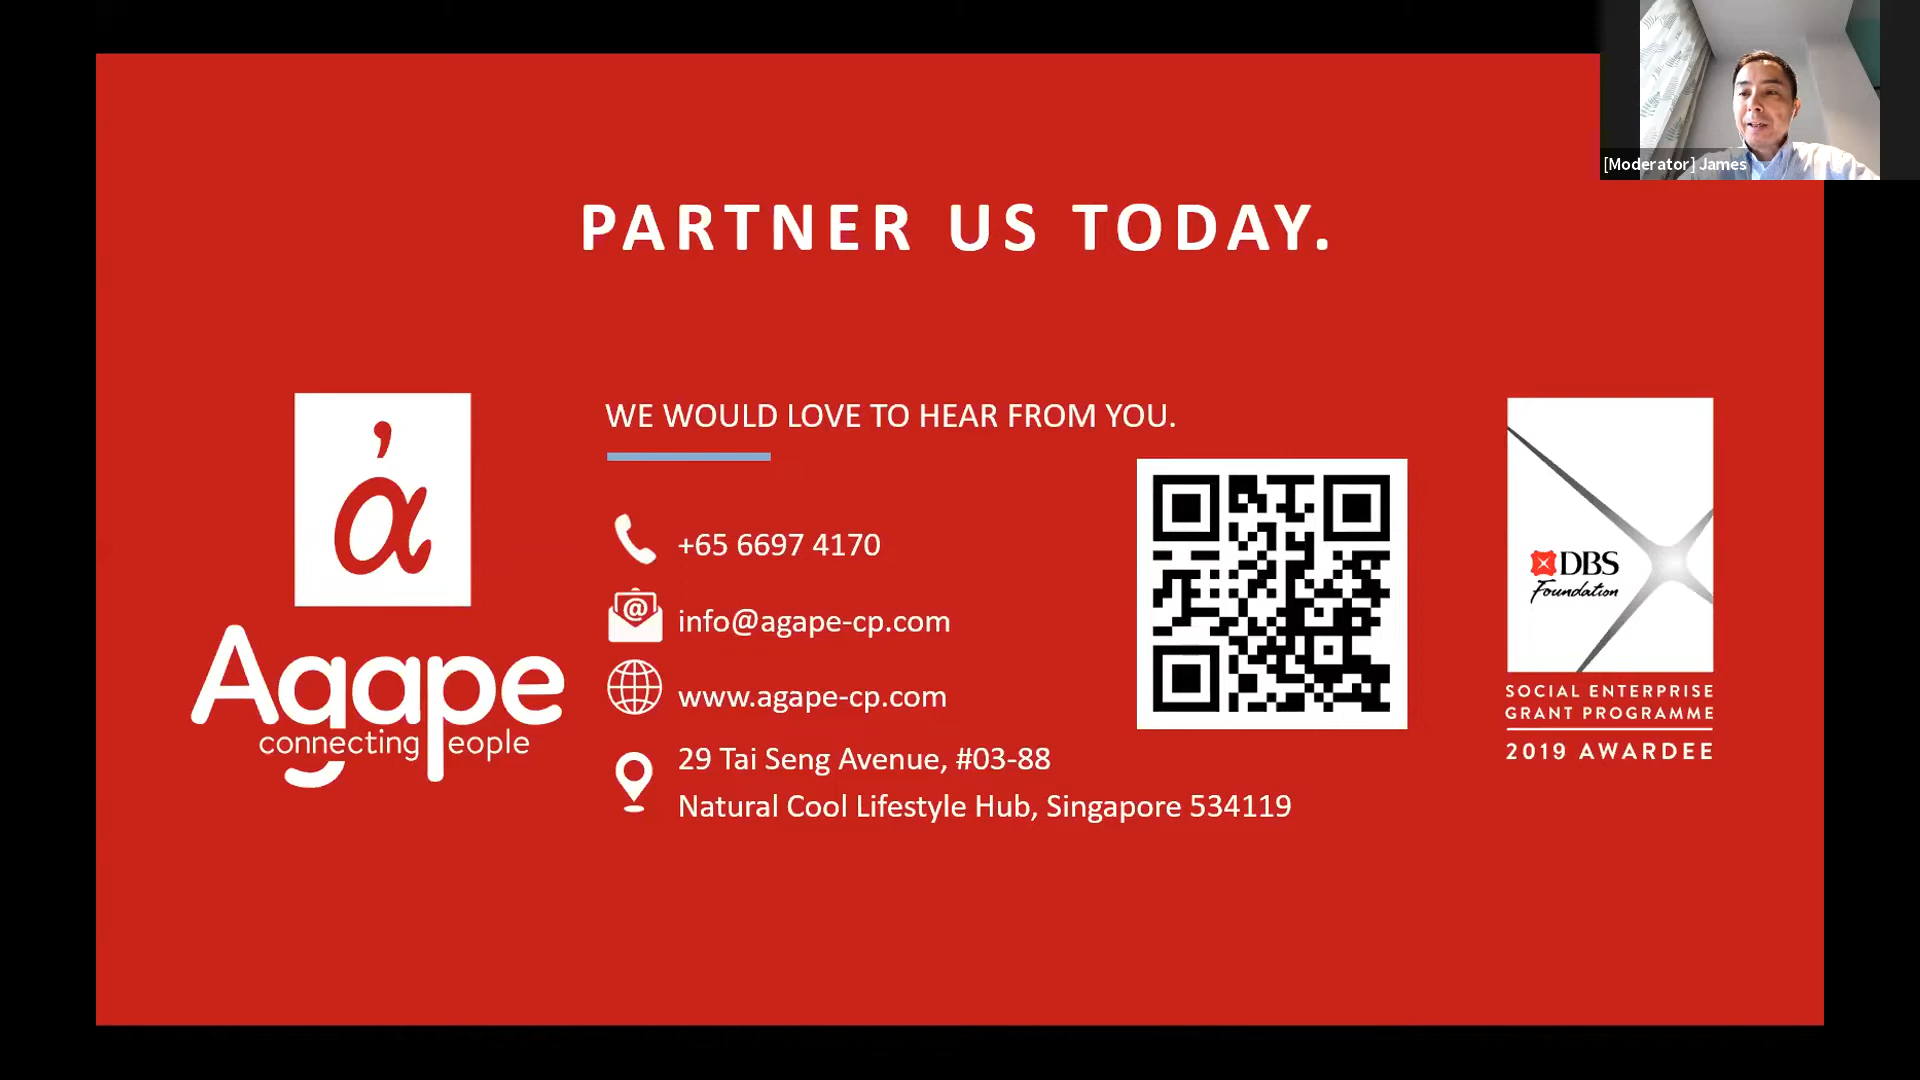 [Moderator] James
PARTNER US TODAY.
WE WOULD LOVE TO HEAR FROM YOU.
+65 6697 4170
info@agape-cp.com
www.agape-cp.com
29 Tai Seng Avenue, #03-88
Natural Cool Lifestyle Hub, Singapore 534119
ἀ
Agape
connecting people
DBS
Foundation
SOCIAL ENTERPRISE
GRANT PROGRAMME
2019 AWARDEE